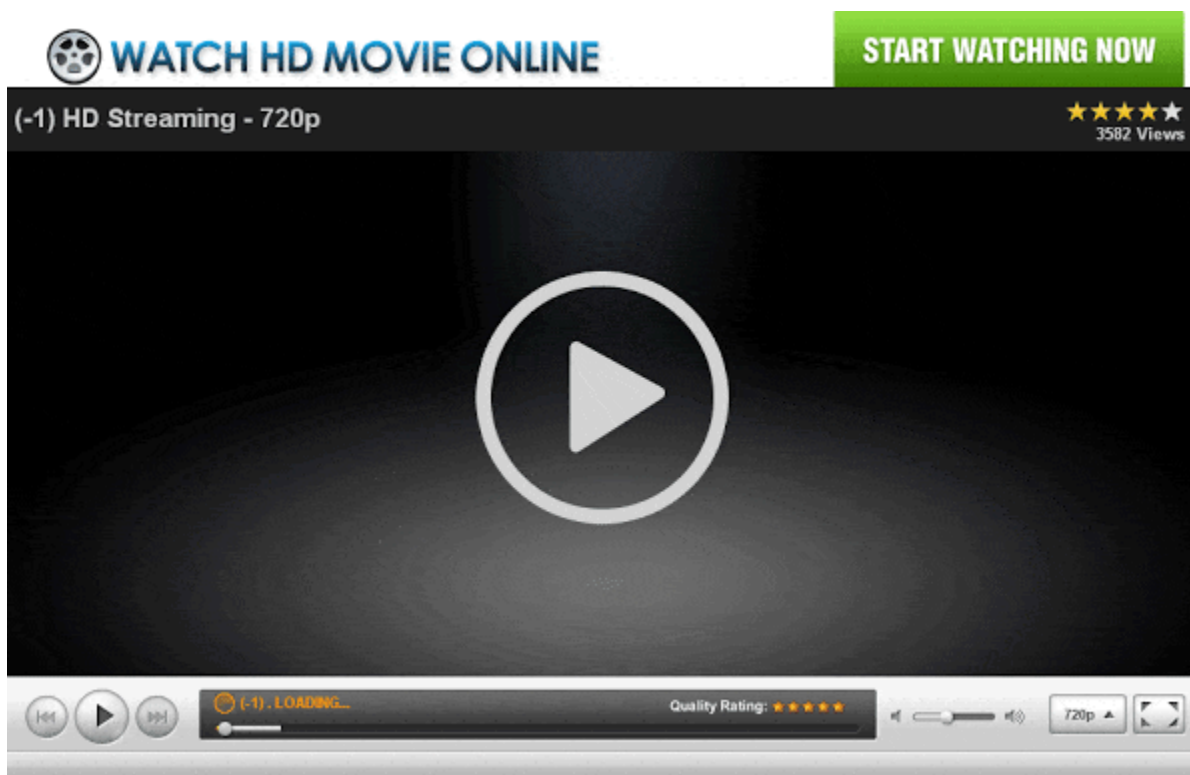 WATCH HD MOVIE ONLINE
START WATCHING NOW
(-1) HD Streaming - 720p
3582 Views
(-1) . LOADING...
Quality Rating:
720p